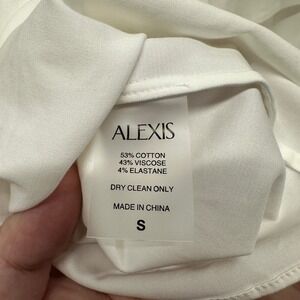 ALEXIS
53% COTTON
43% VISCOSE
4% ELASTANE
DRY CLEAN ONLY
MADE IN CHINA
S